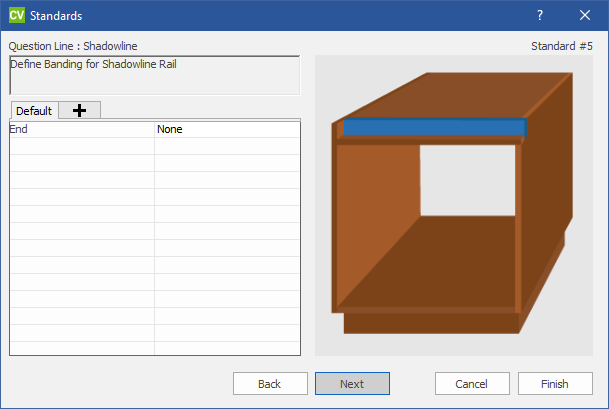 CV Standards ?
Question Line : Shadowline Standard #5
Define Banding for Shadowline Rail
Default
End None
Back Next Cancel Finish